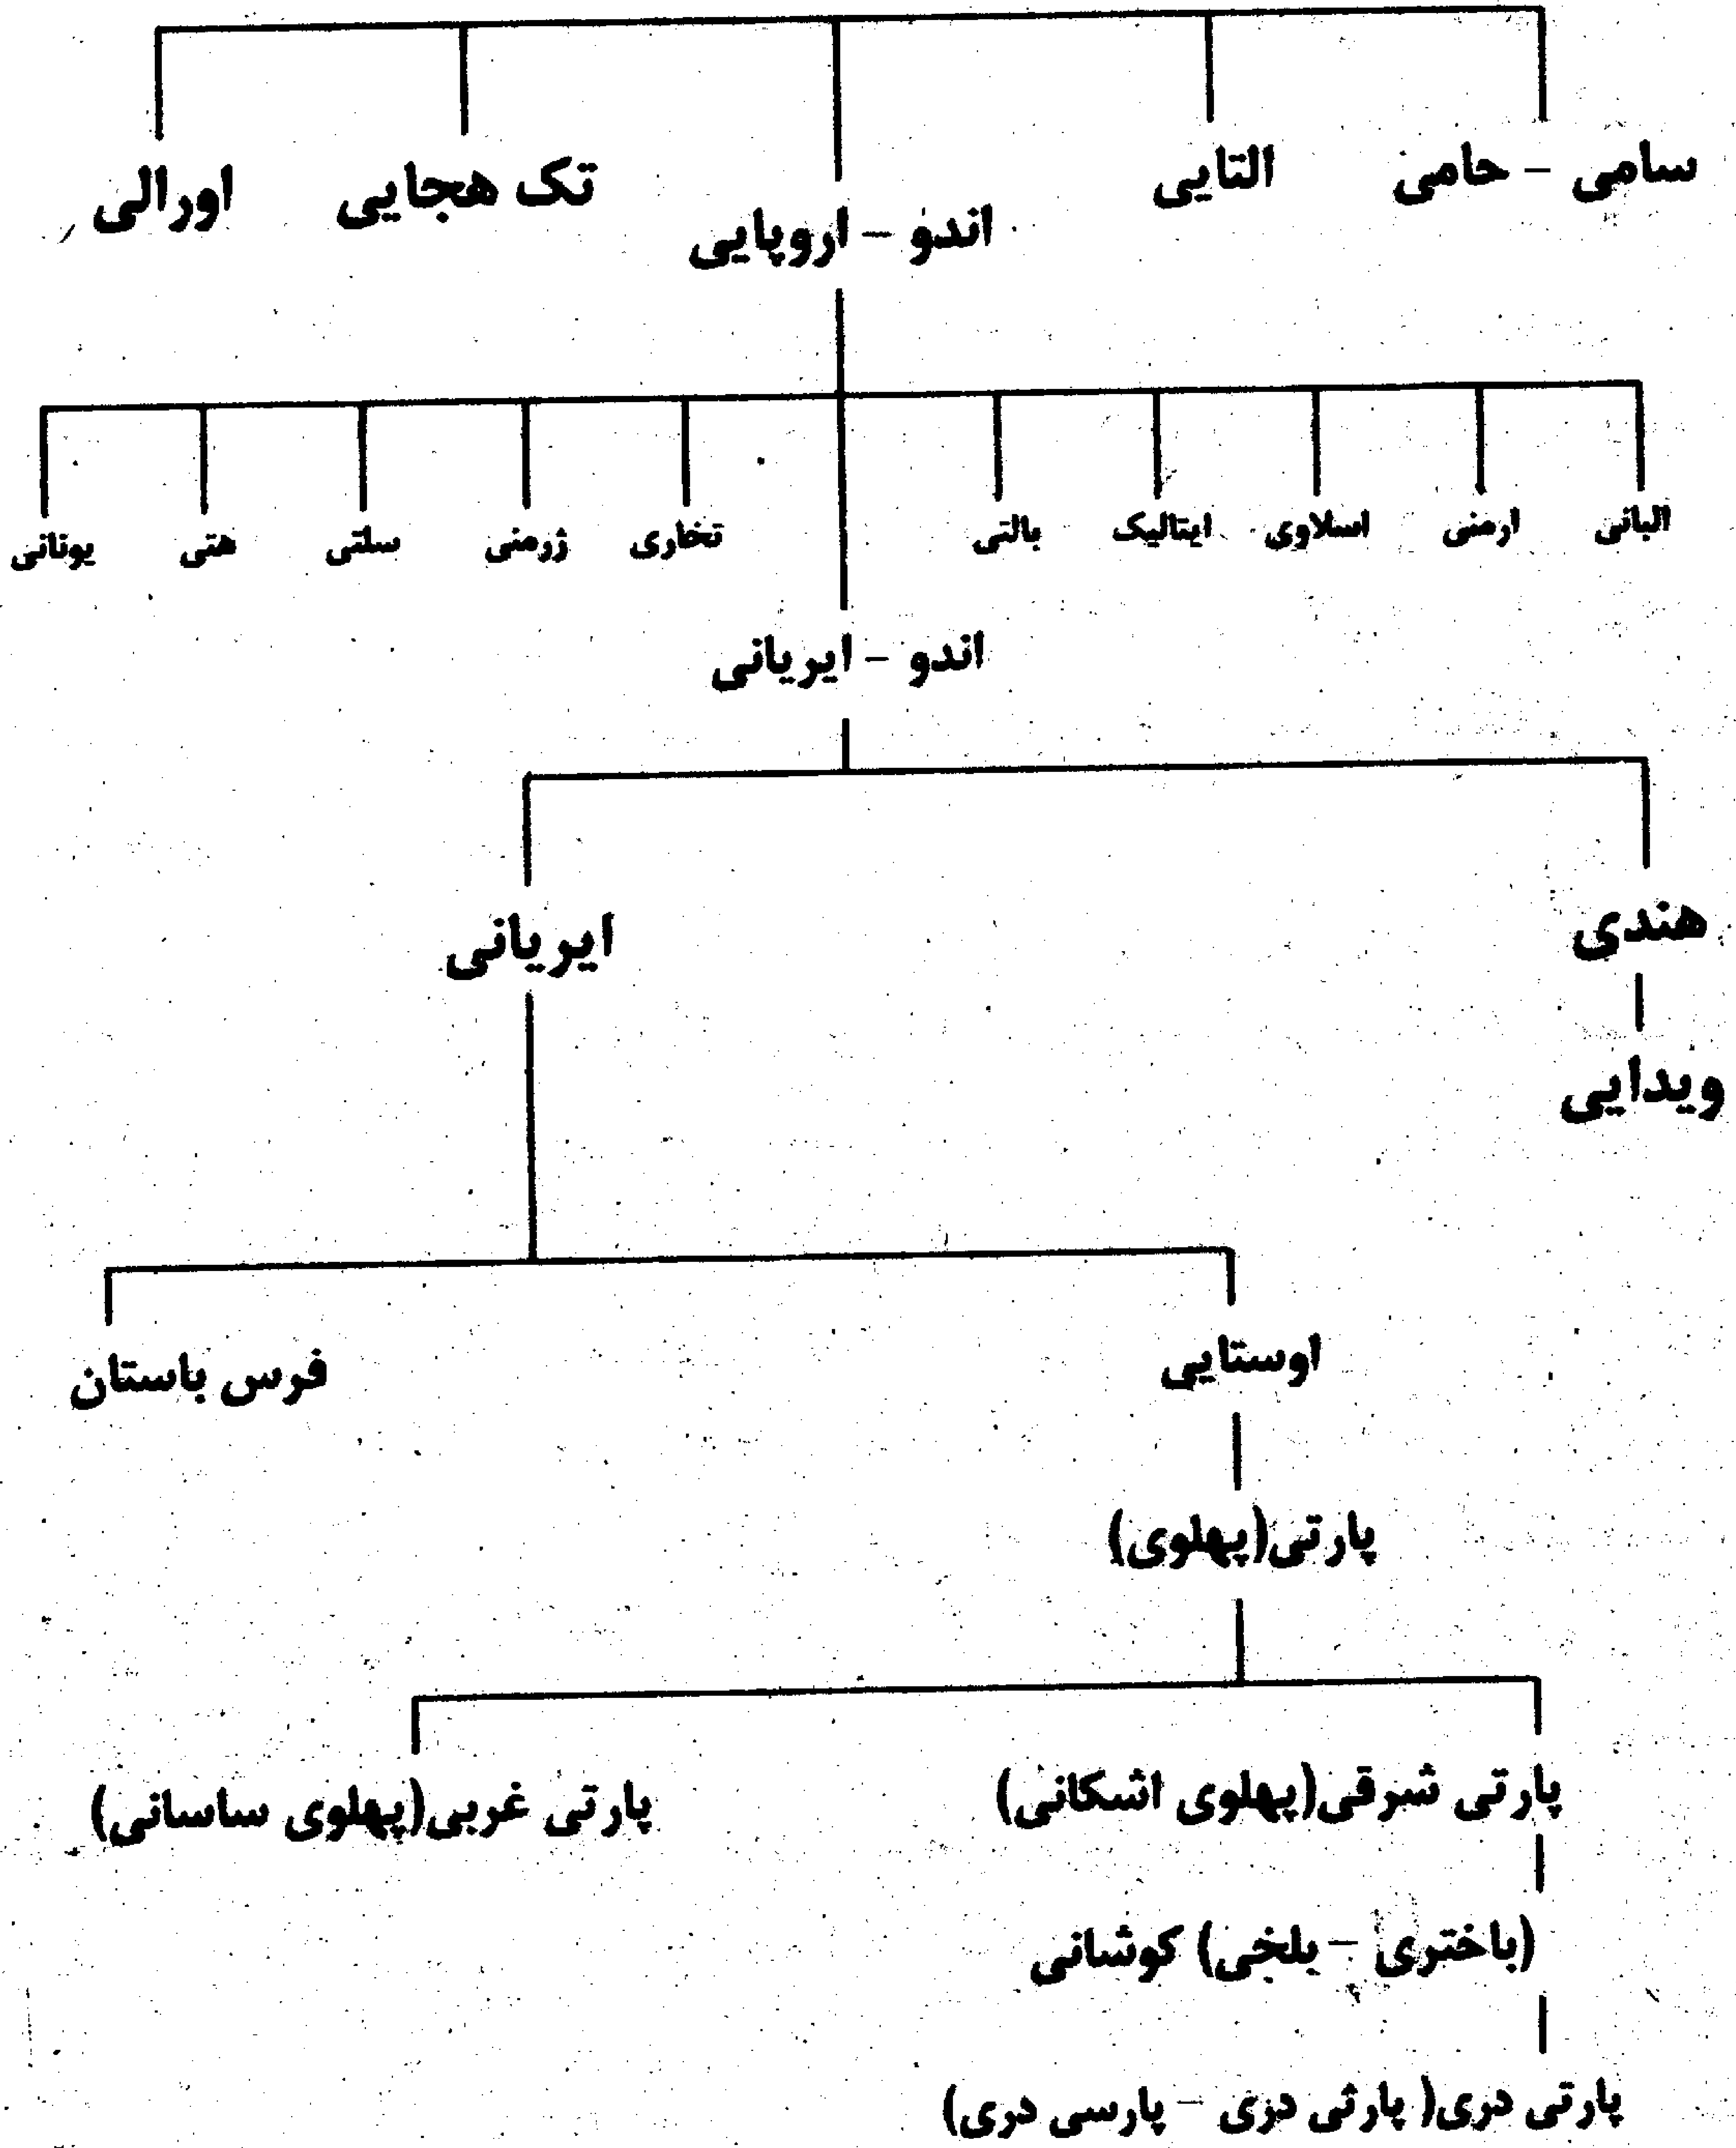 سامی – حامی
التایی
اندو – اروپایی
تک هجایی
اورالی
البانی
ارمنی
اسلاوی
ایتالیک
بالتی
تخاری
ژرمنی
سلتی
هتی
یونانی
اندو – ایریانی
هندی
ایریانی
ویدایی
اوستایی
فرس باستان
پارتی(پهلوی)
پارتی شرقی(پهلوی اشکانی)
پارتی غربی(پهلوی ساسانی)
(باختری – بلخی) کوشانی
پارتی دری( پارثی دری – پارسی دری)